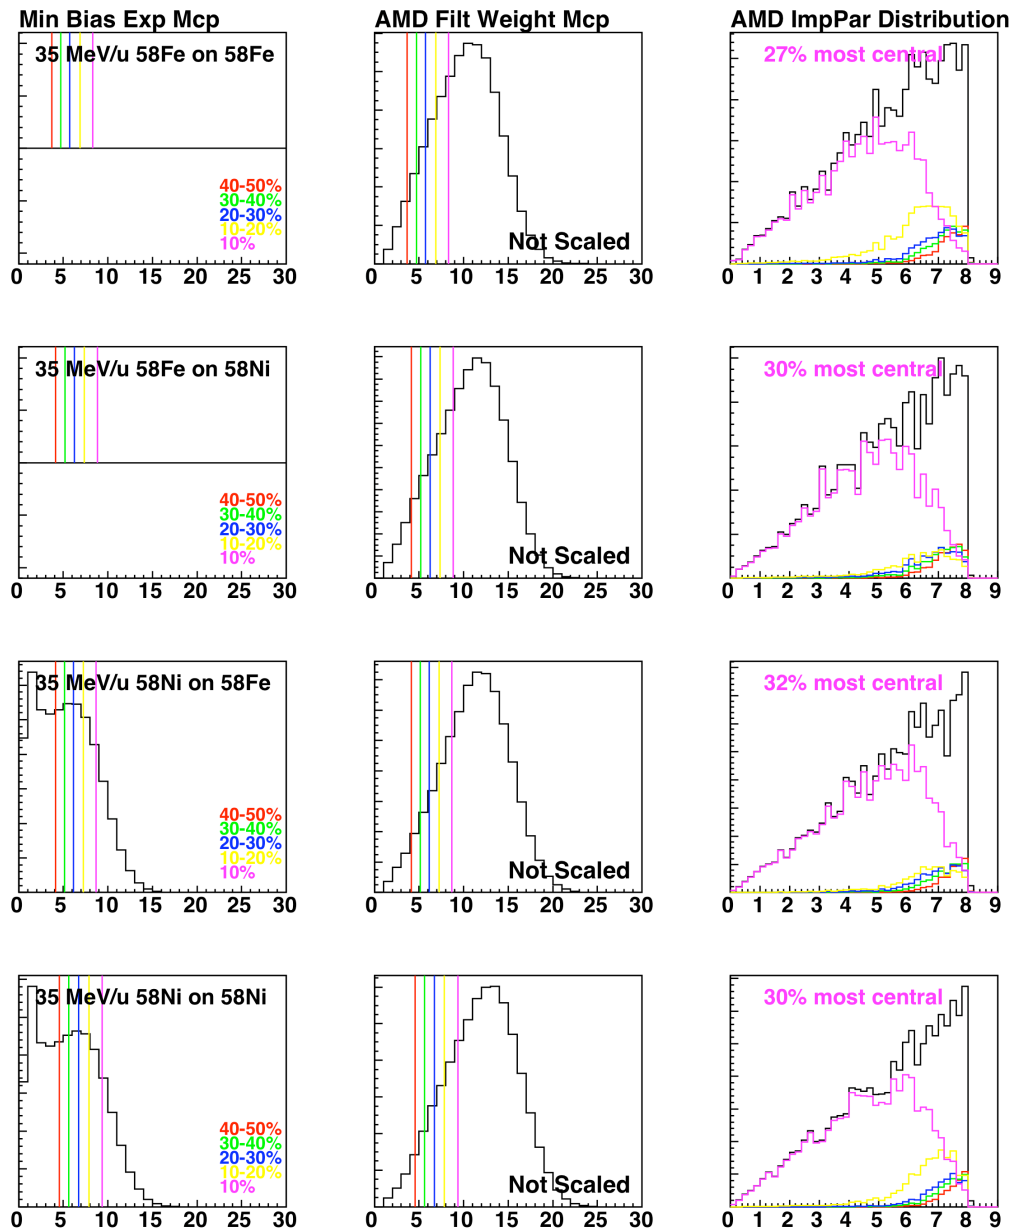 Min Bias Exp Mcp
AMD Filt Weight Mcp
AMD ImpPar Distribution
35 MeV/u 58Fe on 58Fe
40-50%
30-40%
20-30%
10-20%
10%
0 5 10 15 20 25 30
Not Scaled
0 5 10 15 20 25 30
27% most central
0 1 2 3 4 5 6 7 8 9
35 MeV/u 58Fe on 58Ni
40-50%
30-40%
20-30%
10-20%
10%
0 5 10 15 20 25 30
Not Scaled
0 5 10 15 20 25 30
30% most central
0 1 2 3 4 5 6 7 8 9
35 MeV/u 58Ni on 58Fe
40-50%
30-40%
20-30%
10-20%
10%
0 5 10 15 20 25 30
Not Scaled
0 5 10 15 20 25 30
32% most central
0 1 2 3 4 5 6 7 8 9
35 MeV/u 58Ni on 58Ni
40-50%
30-40%
20-30%
10-20%
10%
0 5 10 15 20 25 30
Not Scaled
0 5 10 15 20 25 30
30% most central
0 1 2 3 4 5 6 7 8 9